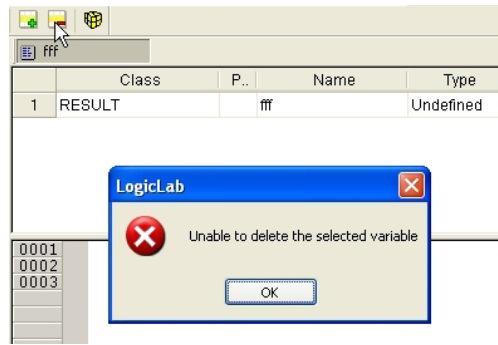 fff
Class P.. Name Type
1 RESULT fff Undefined
LogicLab
Unable to delete the selected variable
OK
0001
0002
0003